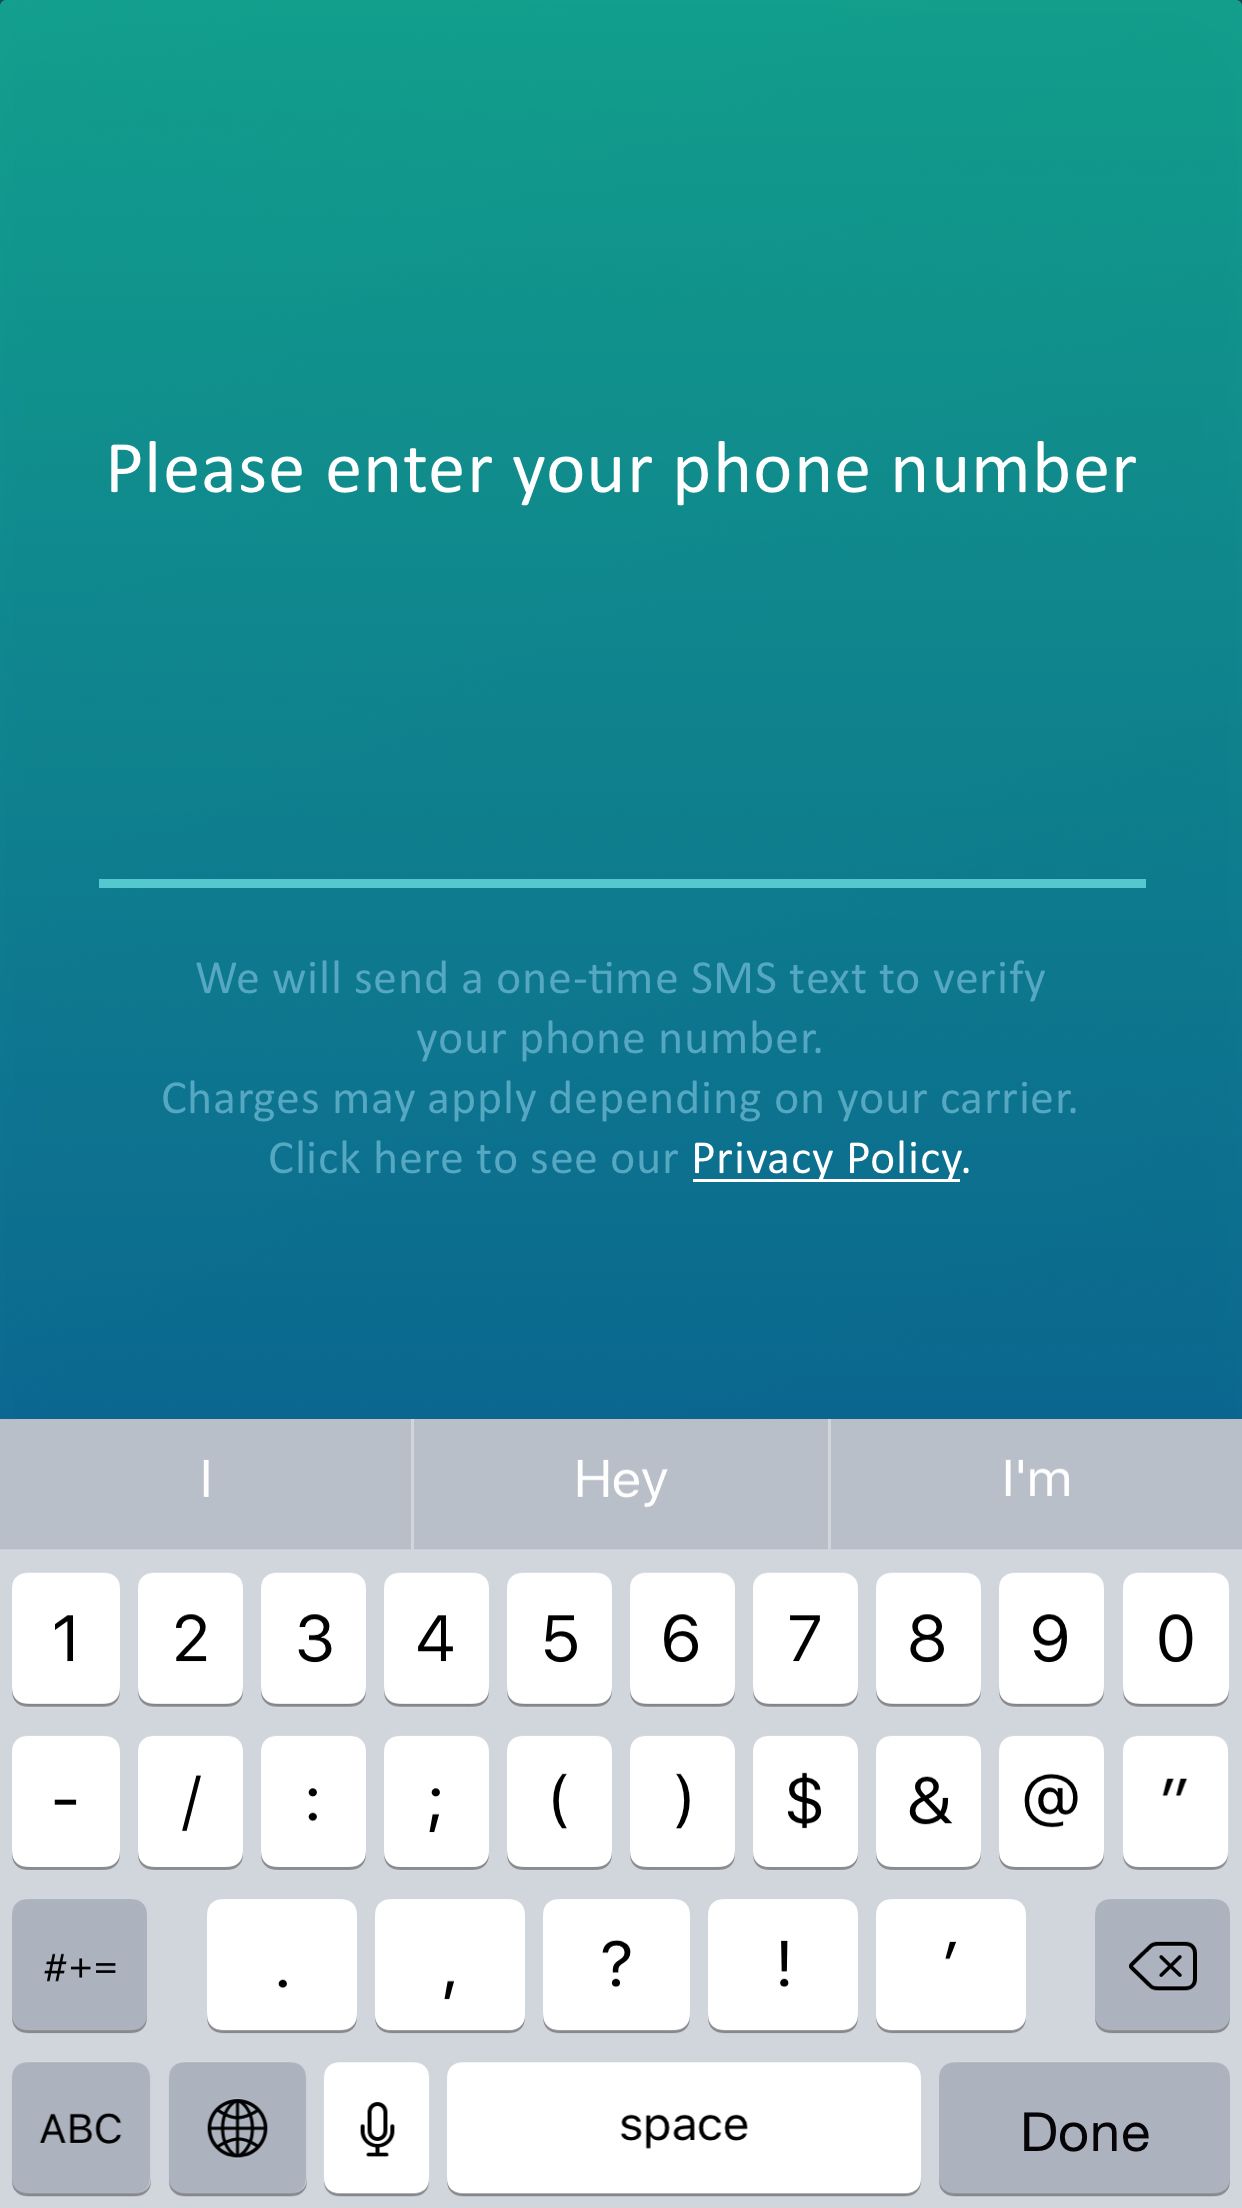 Please enter your phone number
We will send a one-time SMS text to verify
your phone number.
Charges may apply depending on your carrier.
Click here to see our Privacy Policy.
I Hey I'm
1 2 3 4 5 6 7 8 9 0
- / : ; ( ) $ & @ "
#+= . , ? ! '
ABC space Done